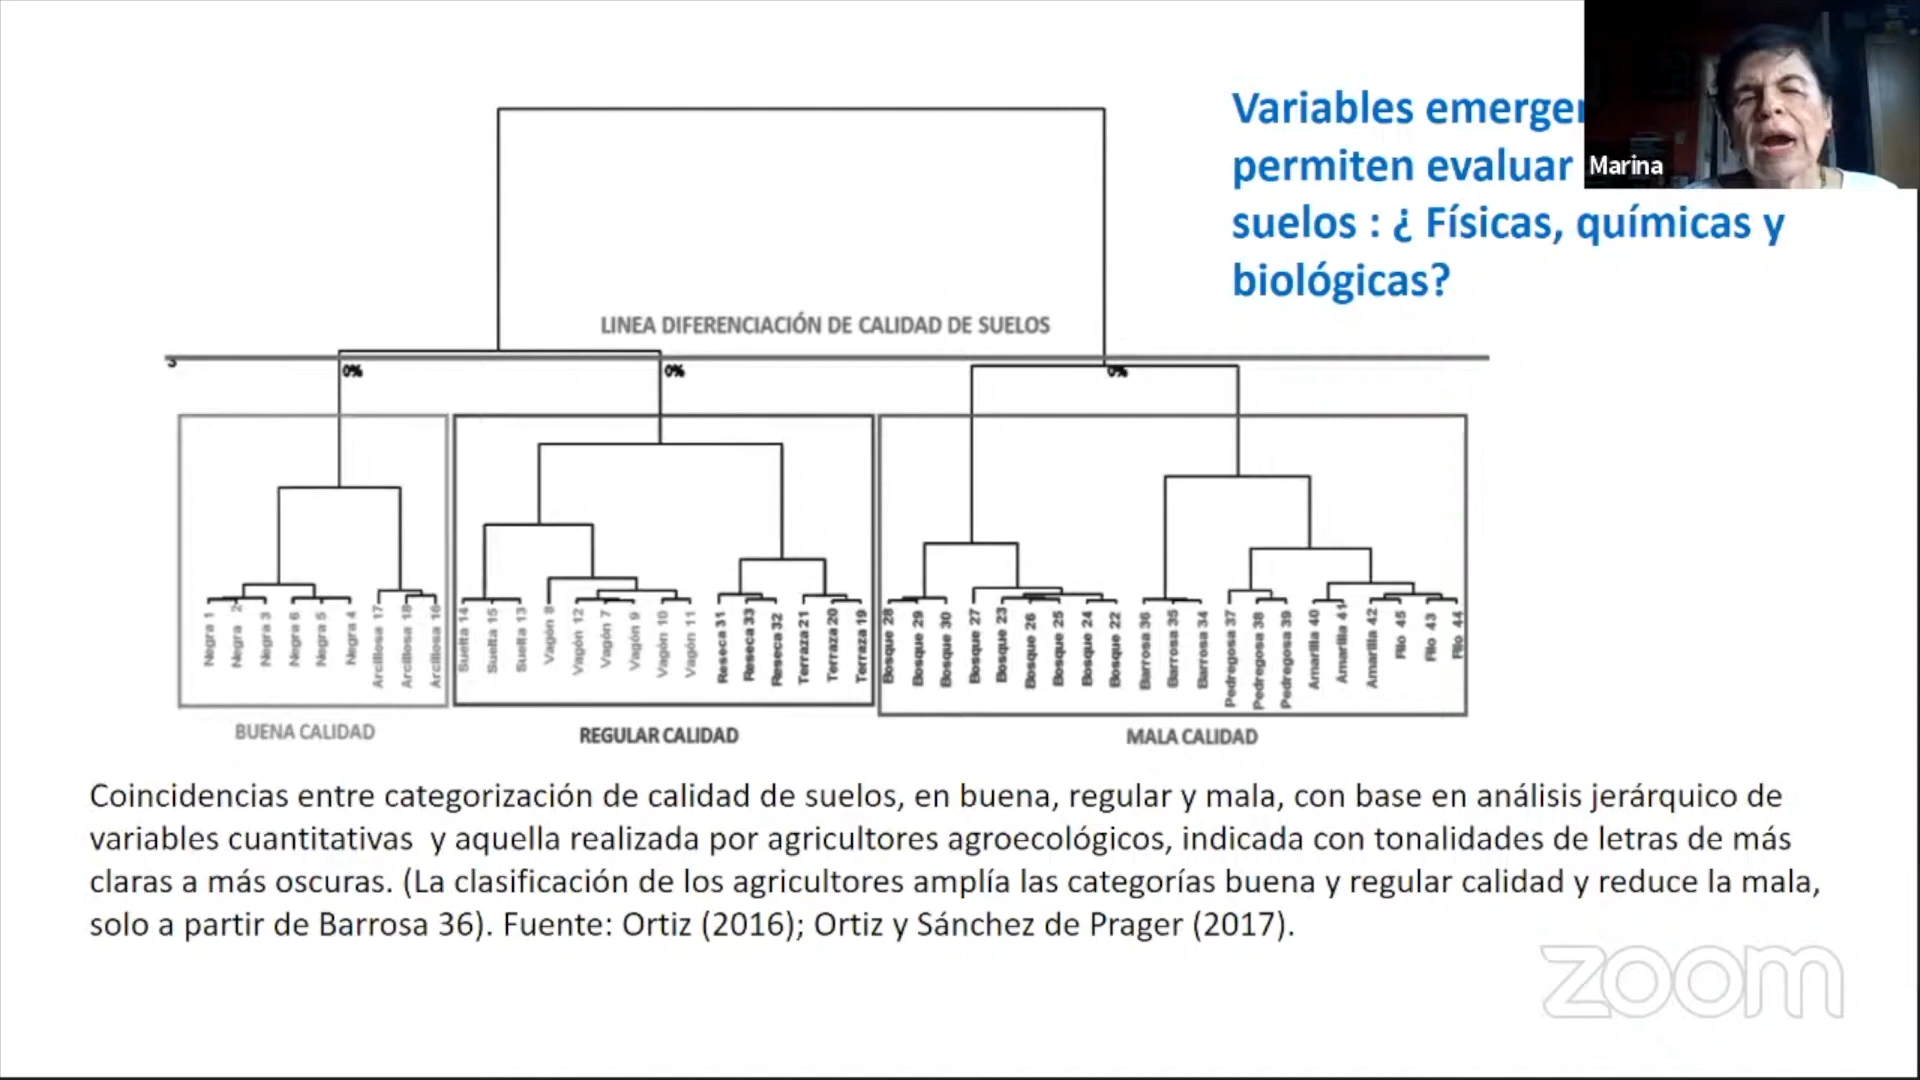 Variables emerger
permiten evaluar
suelos : ¿ Físicas, químicas y
biológicas?
Marina
LINEA DIFERENCIACIÓN DE CALIDAD DE SUELOS
0%
0%
0%
Negra 1
Negra 2
Negra 3
Negra 6
Negra 5
Negra 4
Arcillosa 17
Arcillosa 18
Arcillosa 16
Suelta 14
Suelta 15
Suelta 13
Vagón 8
Vagón 12
Vagón 7
Vagón 9
Vagón 10
Vagón 11
Reseca 31
Reseca 33
Reseca 32
Terraza 21
Terraza 20
Terraza 19
Bosque 28
Bosque 29
Bosque 30
Bosque 27
Bosque 23
Bosque 26
Bosque 25
Bosque 24
Bosque 22
Barrosa 36
Barrosa 35
Barrosa 34
Pedregosa 37
Pedregosa 38
Pedregosa 39
Amarilla 40
Amarilla 41
Amarilla 42
Filo 45
Filo 43
Filo 44
BUENA CALIDAD
REGULAR CALIDAD
MALA CALIDAD
Coincidencias entre categorización de calidad de suelos, en buena, regular y mala, con base en análisis jerárquico de
variables cuantitativas y aquella realizada por agricultores agroecológicos, indicada con tonalidades de letras de más
claras a más oscuras. (La clasificación de los agricultores amplía las categorías buena y regular calidad y reduce la mala,
solo a partir de Barrosa 36). Fuente: Ortiz (2016); Ortiz y Sánchez de Prager (2017).
zoom